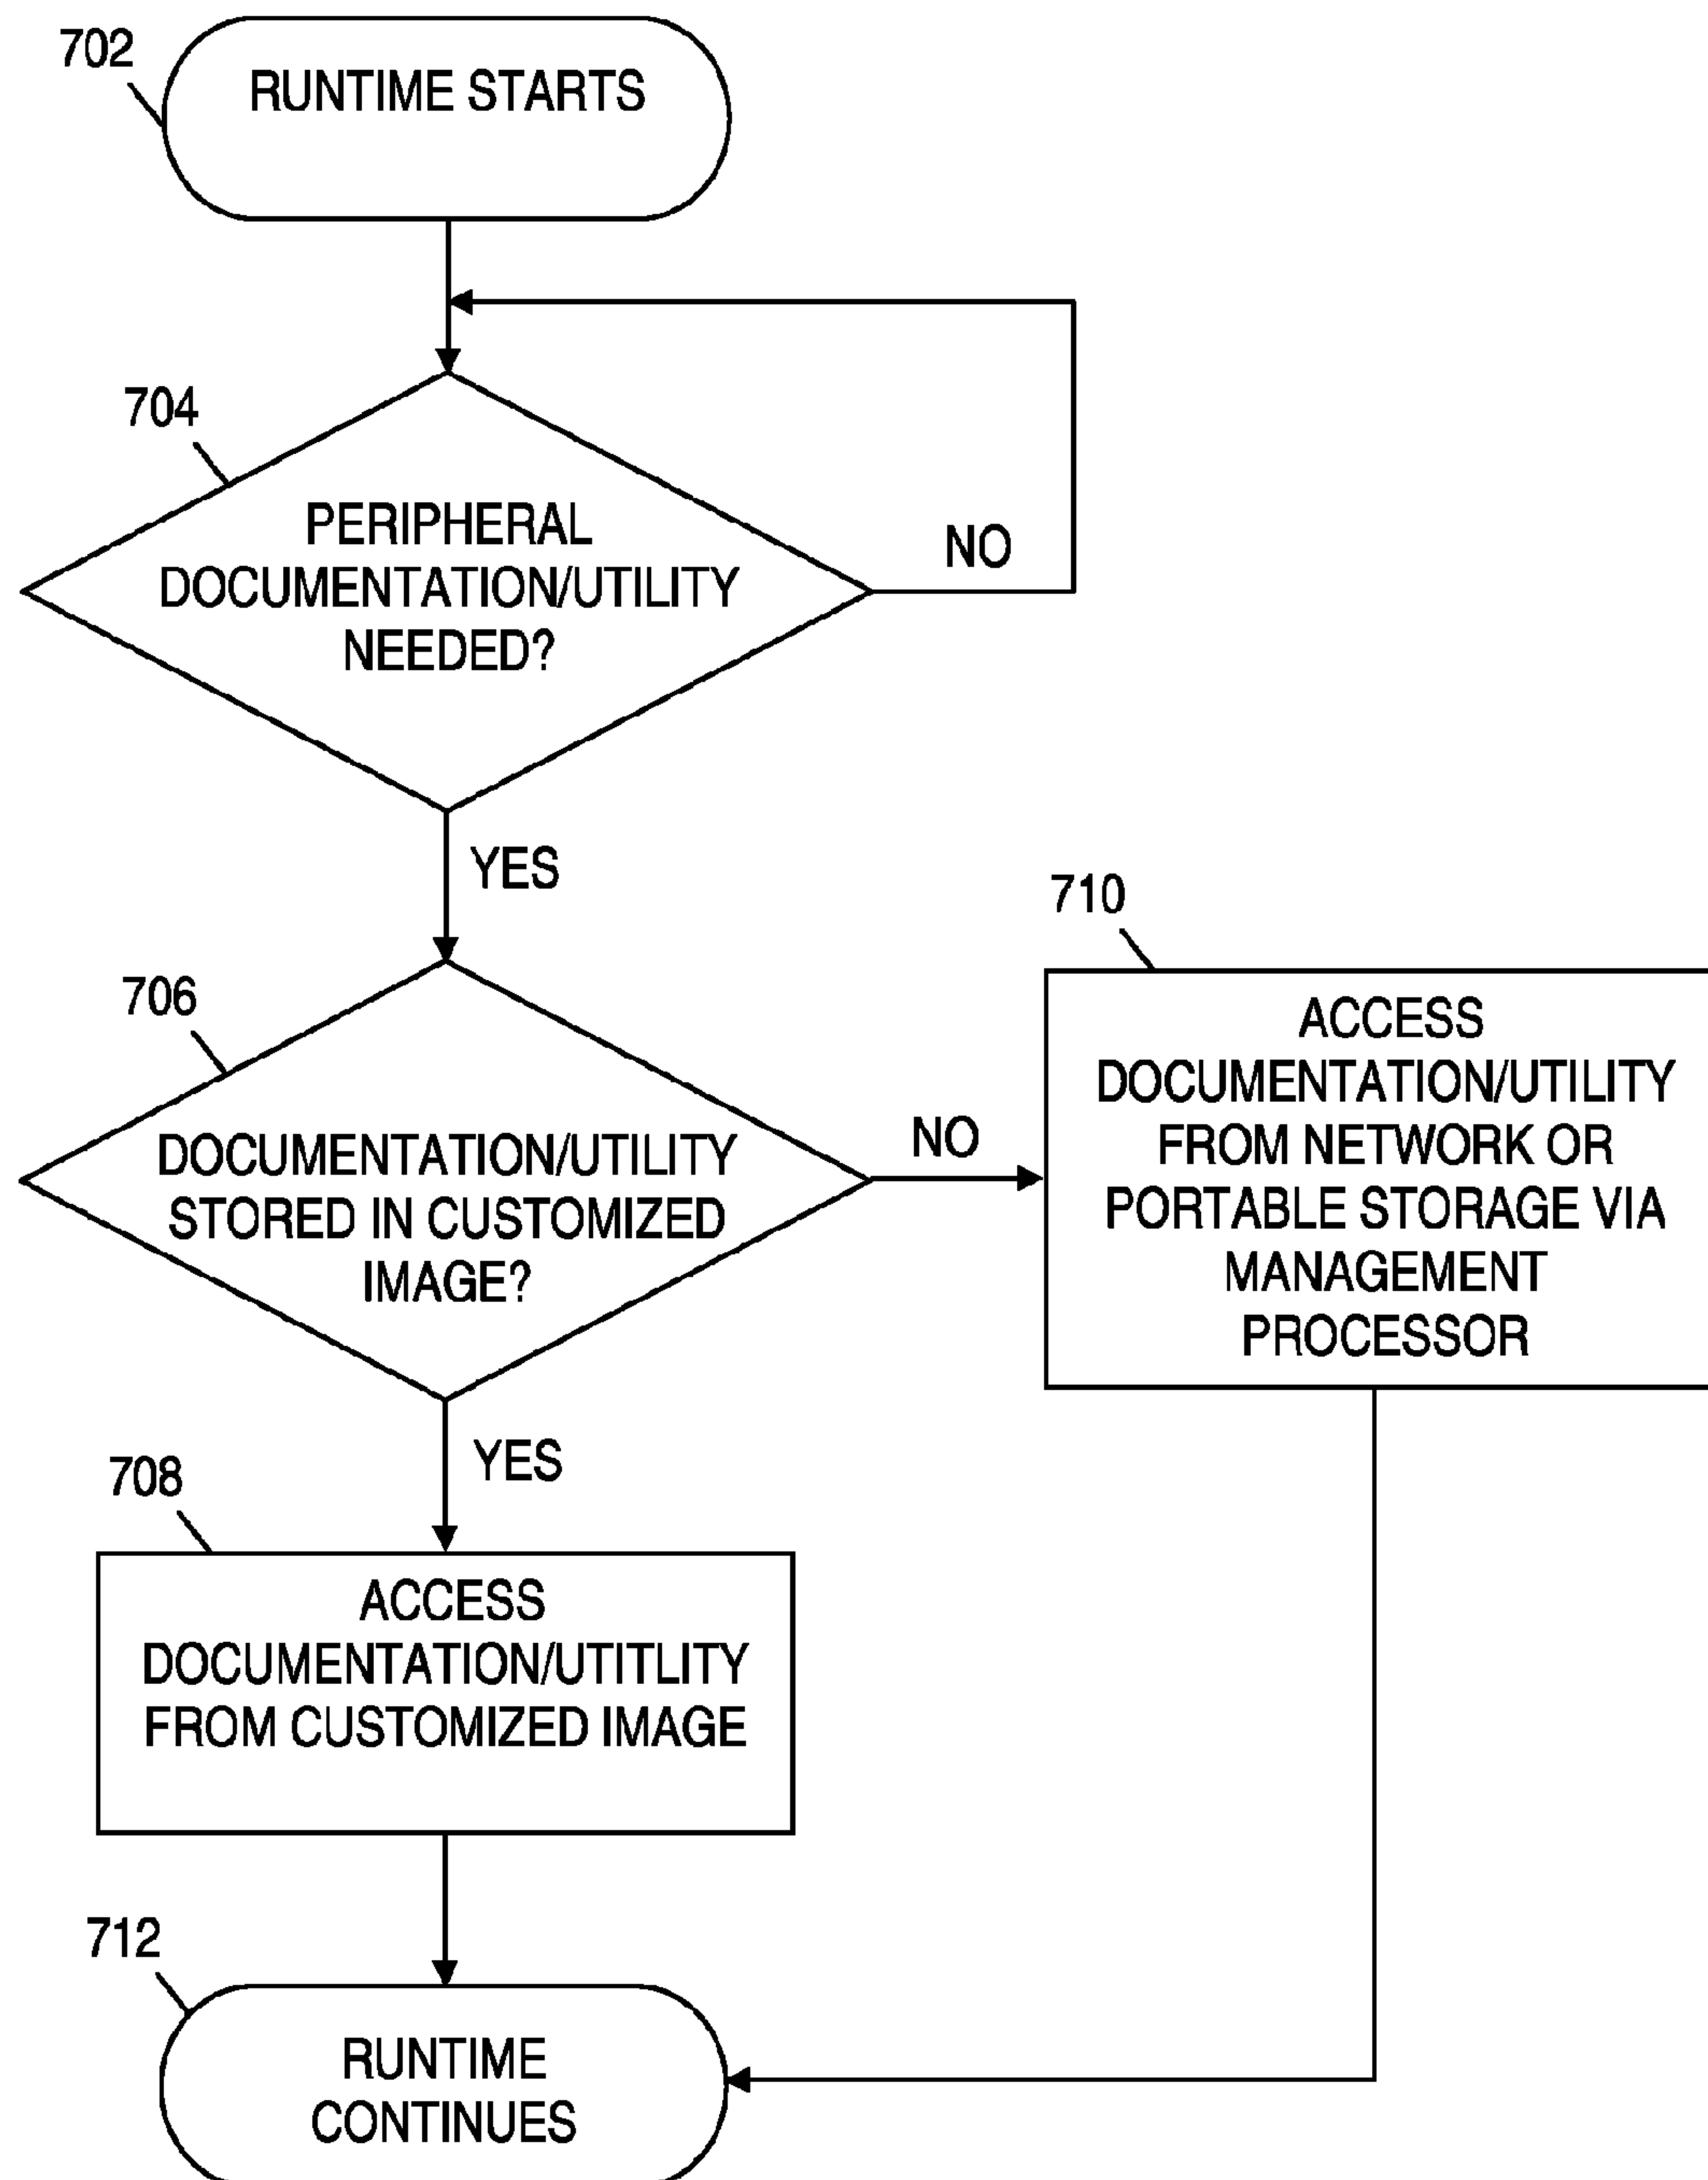 702
RUNTIME STARTS
704
PERIPHERAL
DOCUMENTATION/UTILITY
NEEDED?
NO
YES
706
DOCUMENTATION/UTILITY
STORED IN CUSTOMIZED
IMAGE?
NO
710
ACCESS
DOCUMENTATION/UTILITY
FROM NETWORK OR
PORTABLE STORAGE VIA
MANAGEMENT
PROCESSOR
YES
708
ACCESS
DOCUMENTATION/UTITLITY
FROM CUSTOMIZED IMAGE
712
RUNTIME
CONTINUES